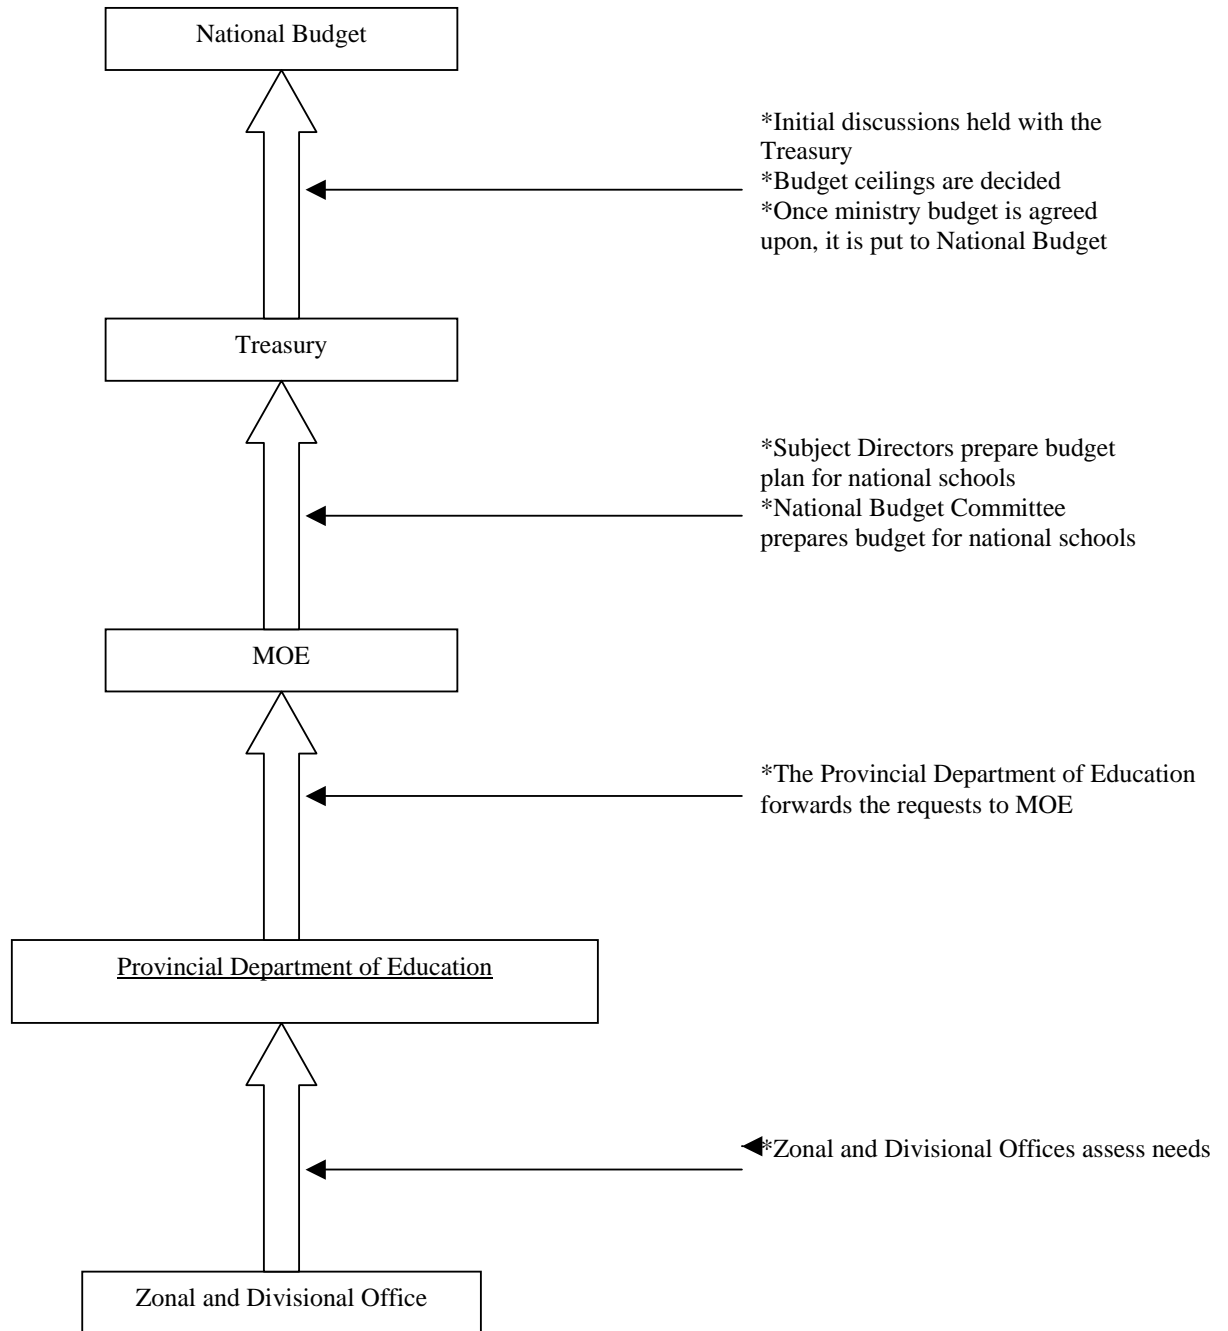 National Budget
*Initial discussions held with the
Treasury
*Budget ceilings are decided
*Once ministry budget is agreed
upon, it is put to National Budget
Treasury
*Subject Directors prepare budget
plan for national schools
*National Budget Committee
prepares budget for national schools
MOE
*The Provincial Department of Education
forwards the requests to MOE
Provincial Department of Education
*Zonal and Divisional Offices assess needs
Zonal and Divisional Office